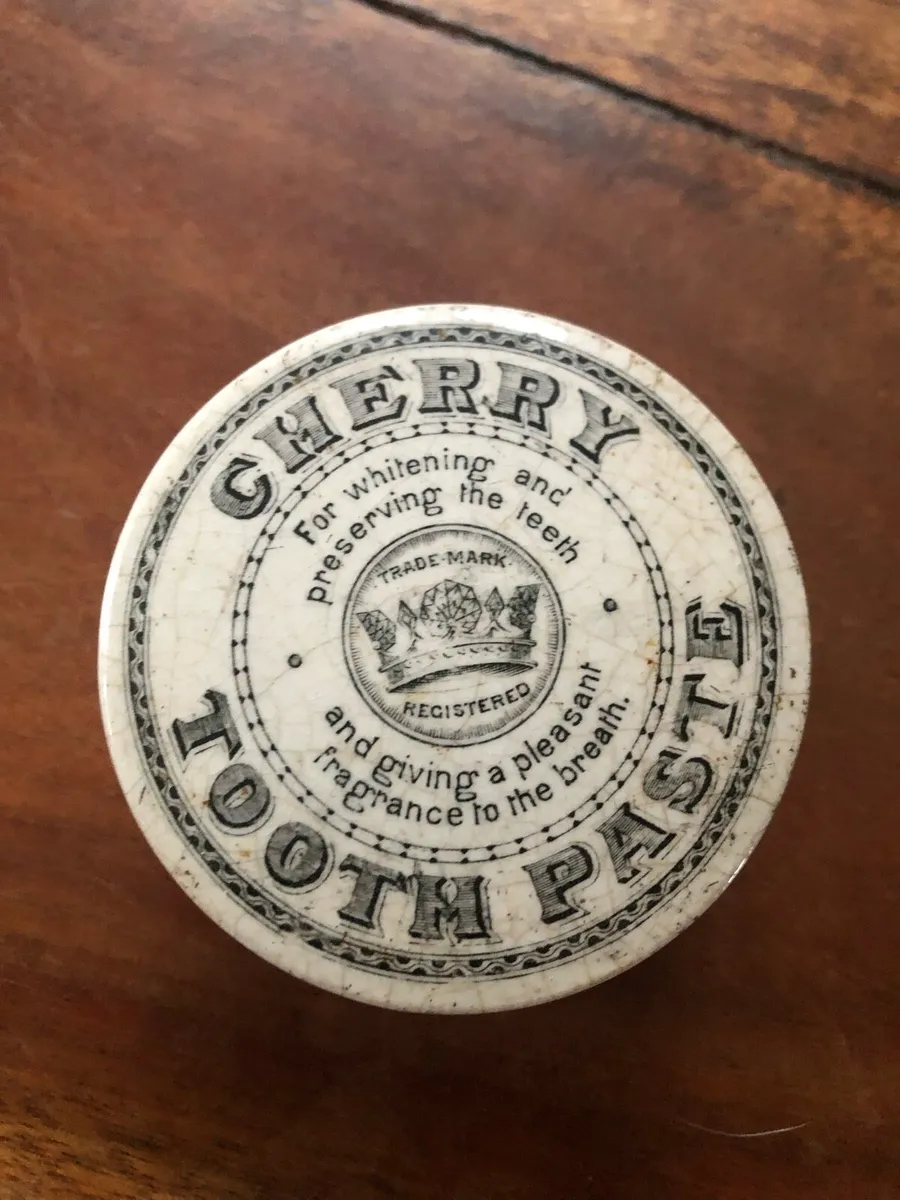 CHERRY
For whitening and
preserving the teeth
TRADE-MARK
REGISTERED
and giving a pleasant
fragrance to the breath.
TOOTH PASTE